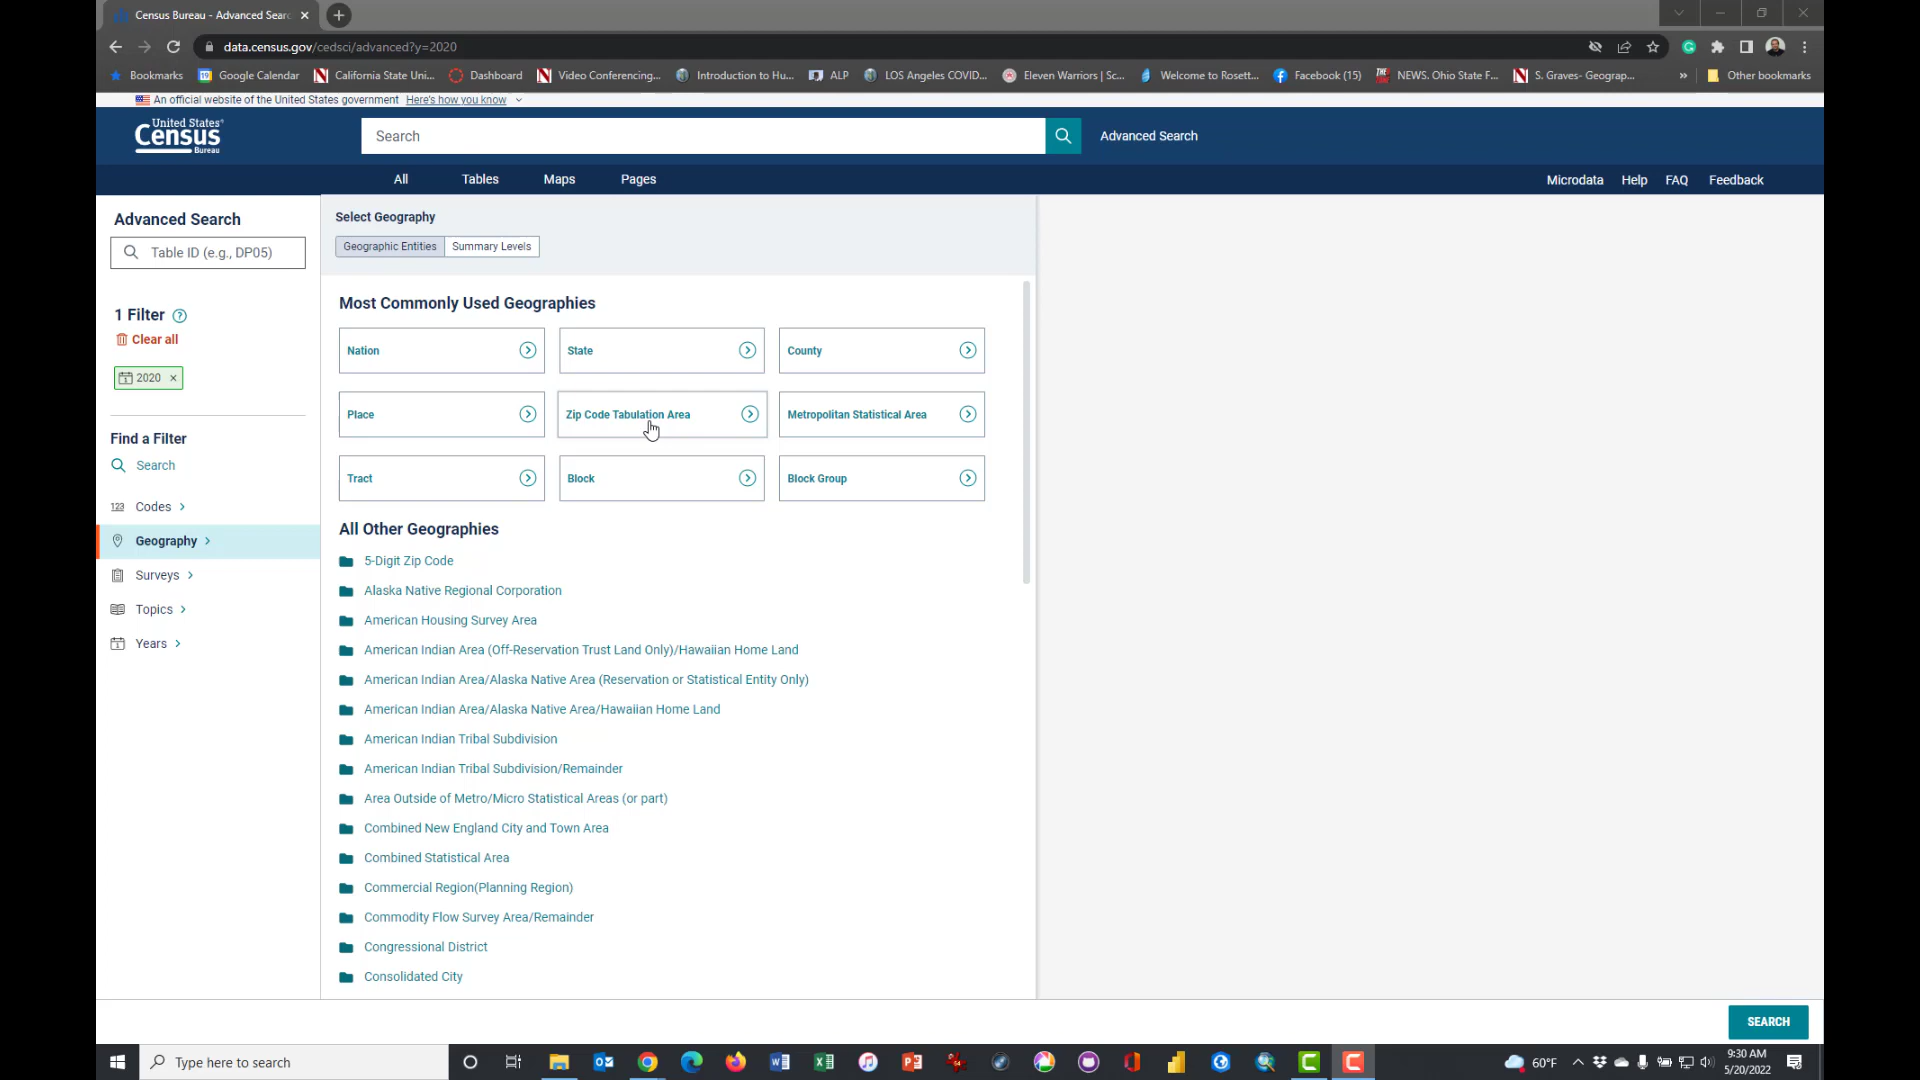 Census Bureau - Advanced Searc
data.census.gov/cedsci/advanced?y=2020
Bookmarks
Google Calendar
California State Uni...
Dashboard
Video Conferencing...
Introduction to Hu...
ALP
LOS Angeles COVID...
Eleven Warriors | Sc...
Welcome to Rosett...
Facebook (15)
NEWS. Ohio State F...
S. Graves- Geograp...
»
Other bookmarks
An official website of the United States government Here's how you know
United States®
Census
Bureau
Search
Advanced Search
All
Tables
Maps
Pages
Microdata
Help
FAQ
Feedback
Advanced Search
Table ID (e.g., DP05)
1 Filter
Clear all
2020
Find a Filter
Search
123 Codes
Geography
Surveys
Topics
Years
Select Geography
Geographic Entities
Summary Levels
Most Commonly Used Geographies
Nation
State
County
Place
Zip Code Tabulation Area
Metropolitan Statistical Area
Tract
Block
Block Group
All Other Geographies
5-Digit Zip Code
Alaska Native Regional Corporation
American Housing Survey Area
American Indian Area (Off-Reservation Trust Land Only)/Hawaiian Home Land
American Indian Area/Alaska Native Area (Reservation or Statistical Entity Only)
American Indian Area/Alaska Native Area/Hawaiian Home Land
American Indian Tribal Subdivision
American Indian Tribal Subdivision/Remainder
Area Outside of Metro/Micro Statistical Areas (or part)
Combined New England City and Town Area
Combined Statistical Area
Commercial Region(Planning Region)
Commodity Flow Survey Area/Remainder
Congressional District
Consolidated City
SEARCH
Type here to search
60°F
9:30 AM
5/20/2022